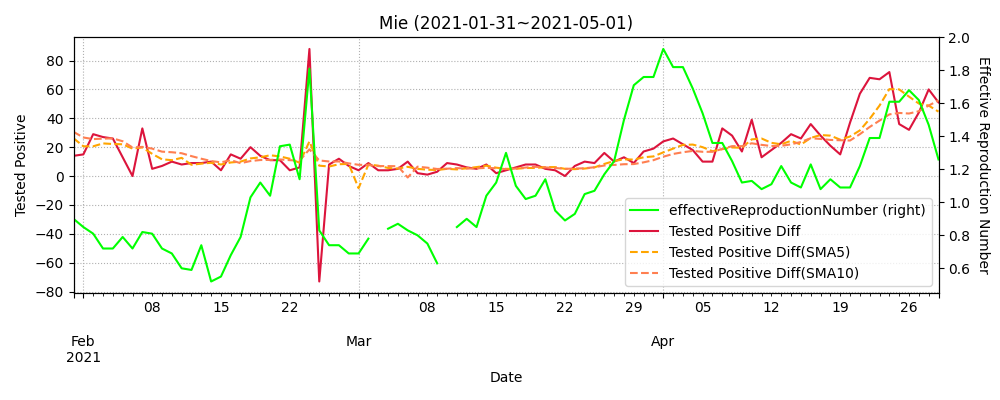 Mie (2021-01-31~2021-05-01)
Tested Positive
80
60
40
20
0
−20
−40
−60
−80
2.0
1.8
1.6
1.4
1.2
1.0
0.8
0.6
Effective Reproduction Number
effectiveReproductionNumber (right)
Tested Positive Diff
Tested Positive Diff(SMA5)
Tested Positive Diff(SMA10)
08 15 22 08 15 22 29 05 12 19 26
Feb Mar Apr
2021
Date